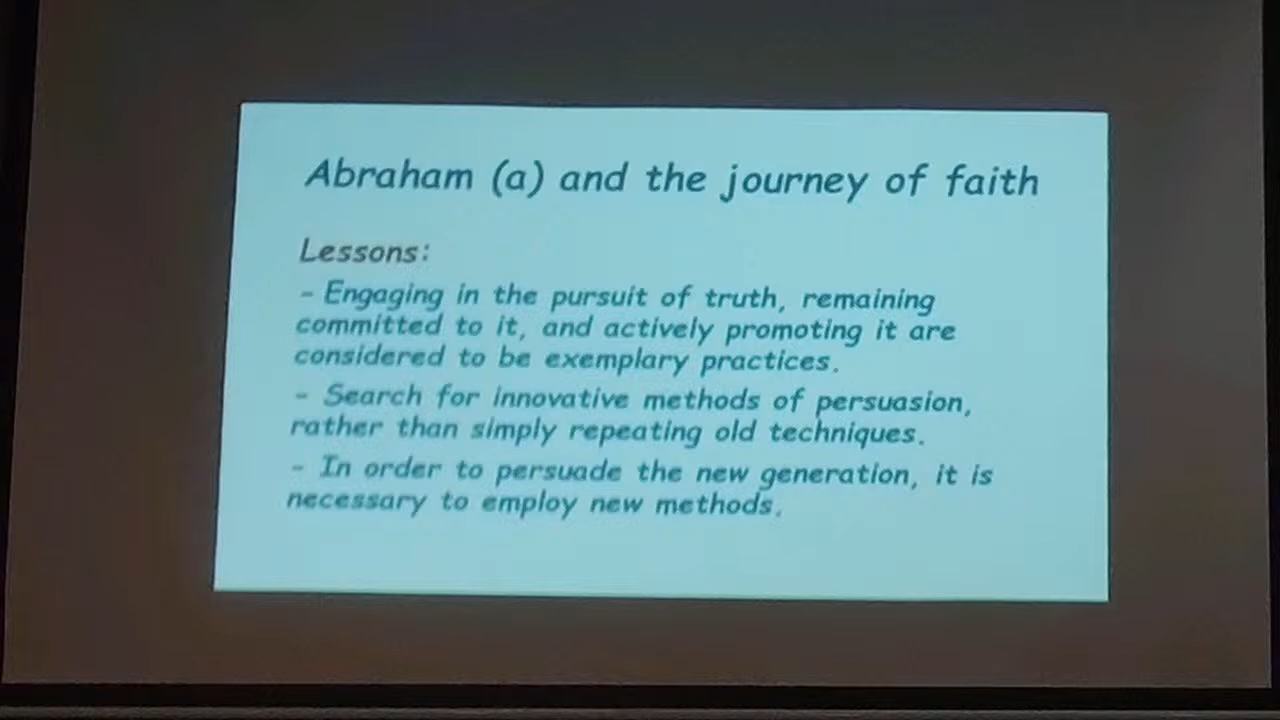 Abraham (a) and the journey of faith
Lessons:
- Engaging in the pursuit of truth, remaining
committed to it, and actively promoting it are
considered to be exemplary practices.
- Search for innovative methods of persuasion,
rather than simply repeating old techniques.
- In order to persuade the new generation, it is
necessary to employ new methods.